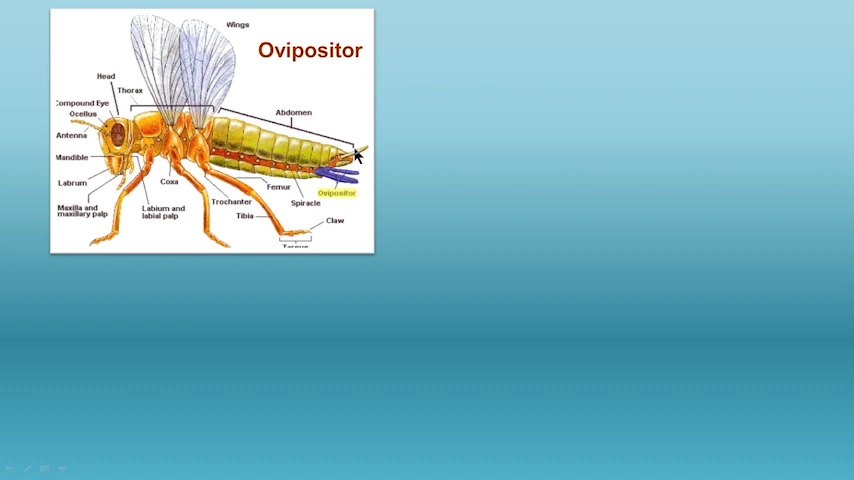 Wings
Ovipositor
Head
Thorax
Compound Eye
Ocellus
Abdomen
Antenna
Mandible
Labrum
Coxa
Femur
Ovipositor
Trochanter
Spiracle
Maxilla and
maxillary palp
Labium and
labial palp
Tibia
Claw